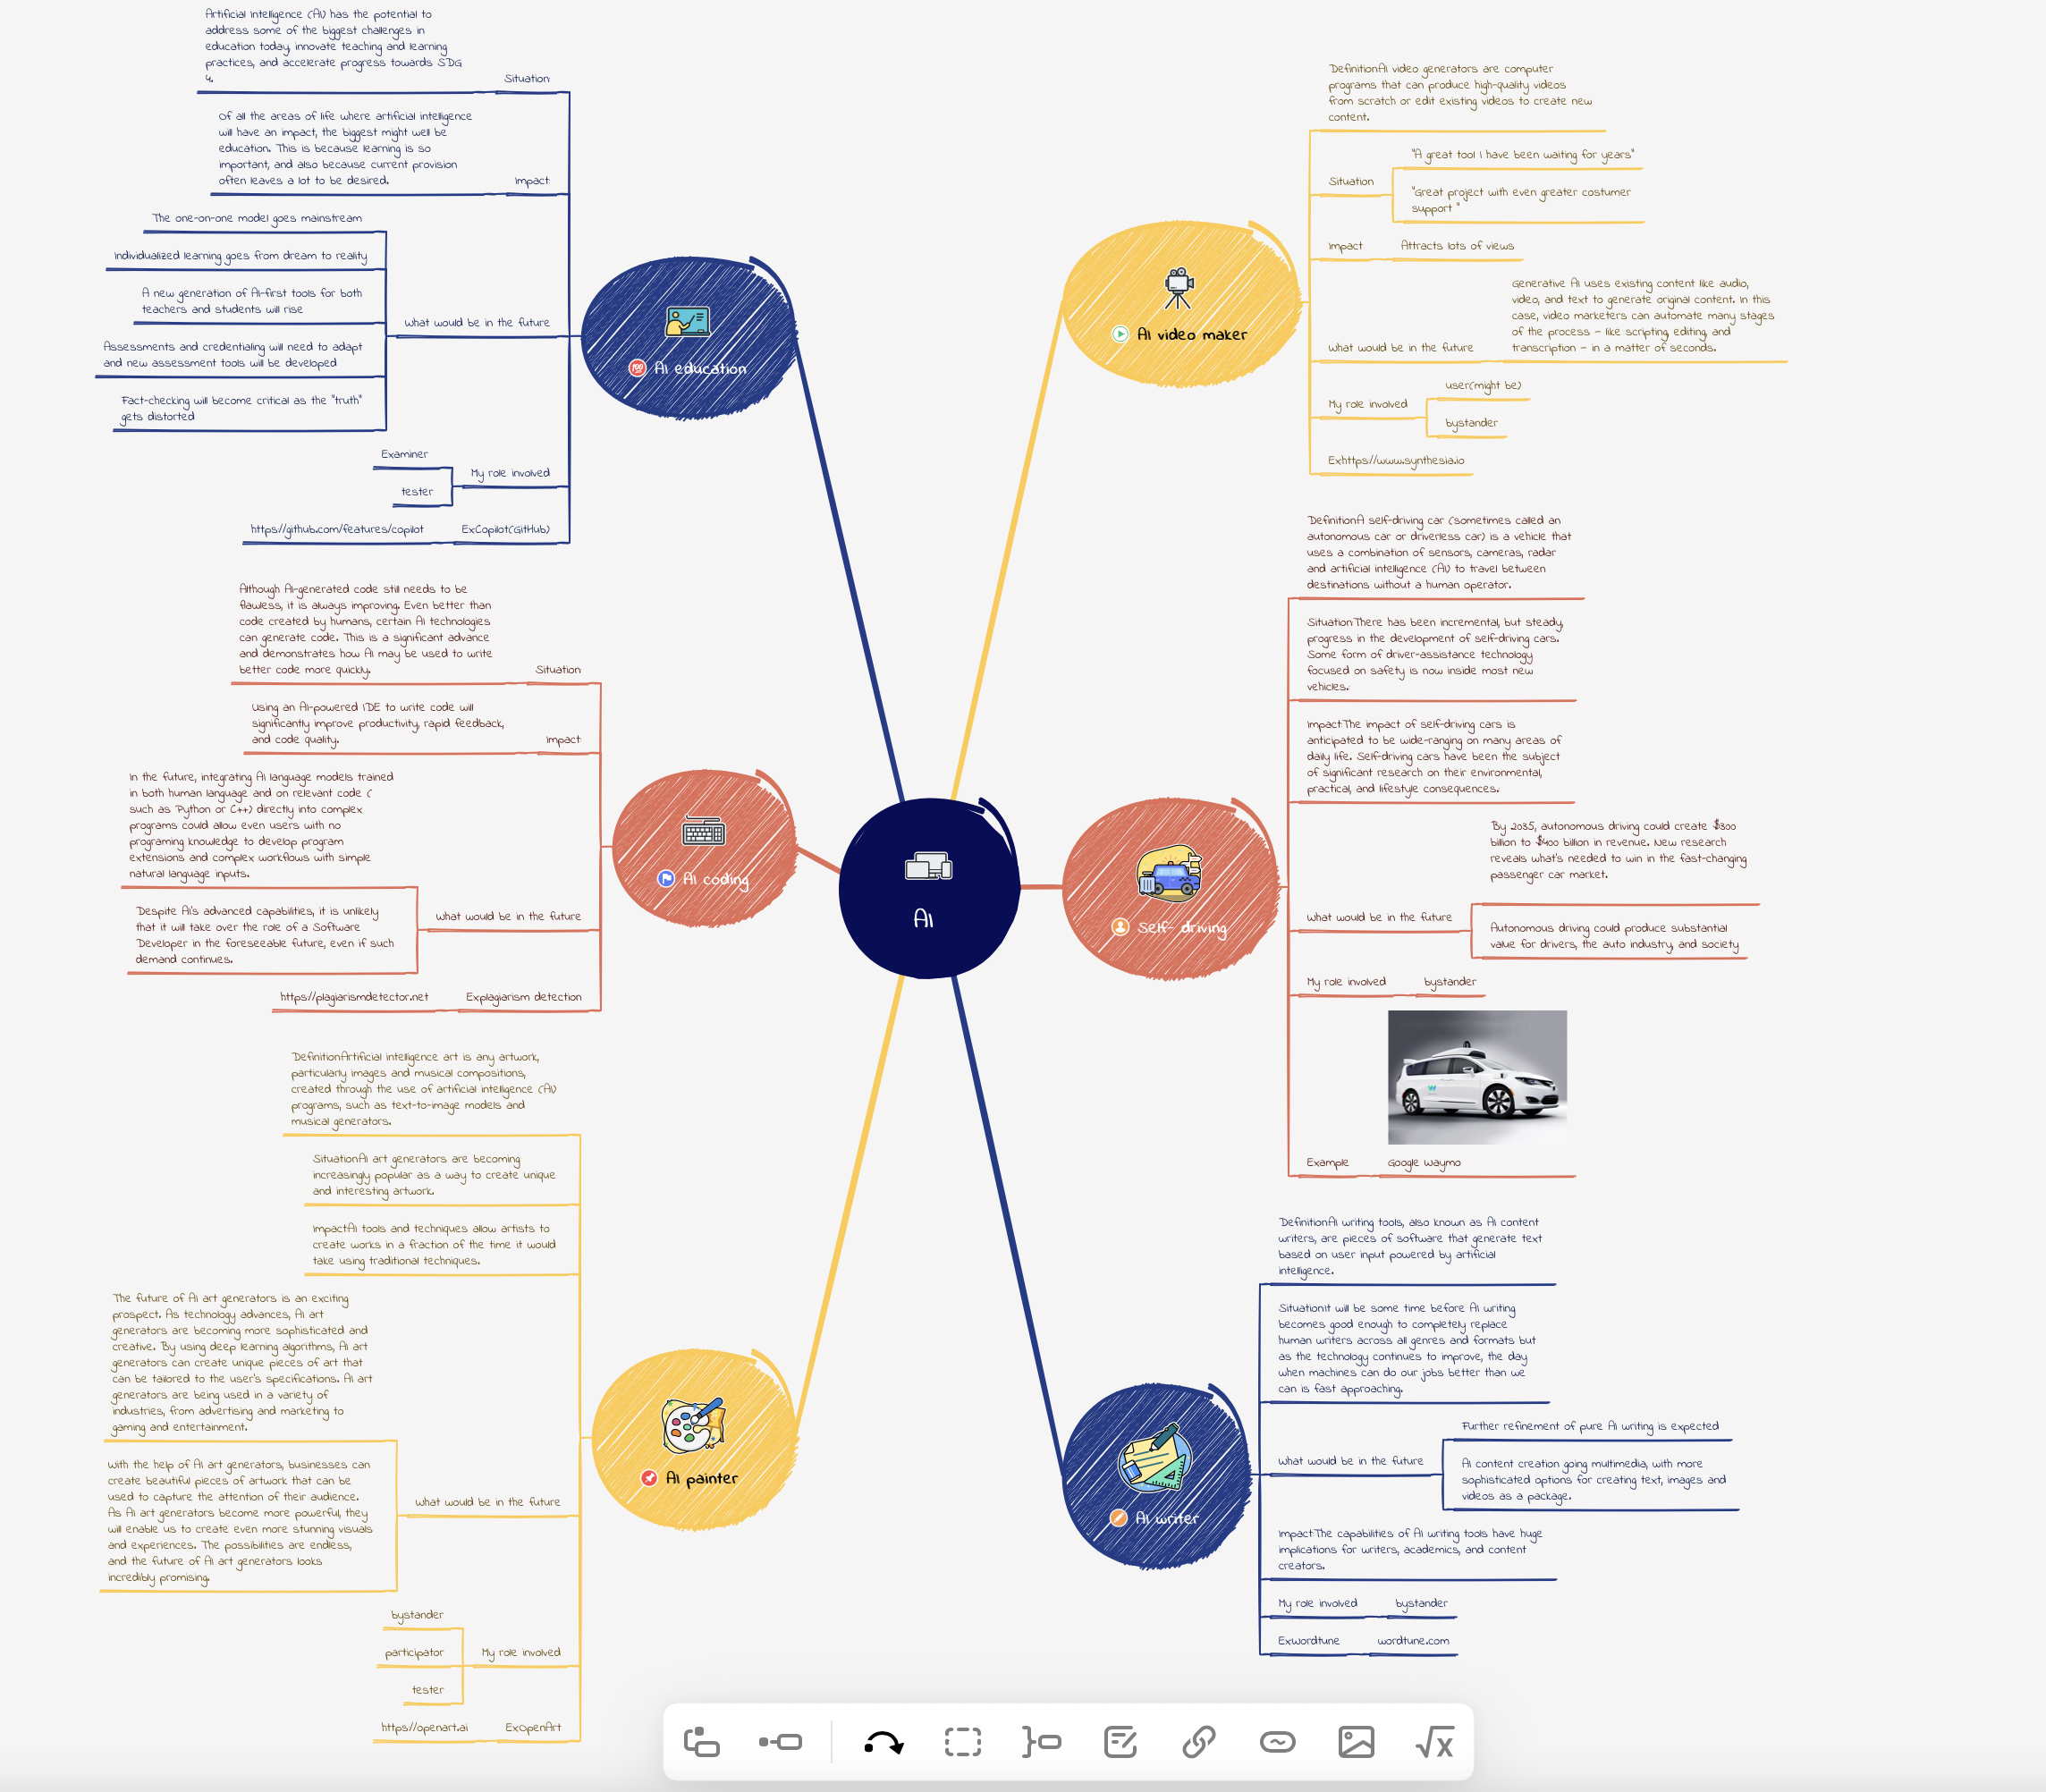 Artificial intelligence (AI) has the potential to
address some of the biggest challenges in
education today, innovate teaching and learning
practices, and accelerate progress towards SDG
4.
Situation:
Of all the areas of life where artificial intelligence
will have an impact, the biggest might well be
education. This is because learning is so
important, and also because current provision
often leaves a lot to be desired.
Impact:
The one-on-one model goes mainstream
Individualized learning goes from dream to reality
A new generation of AI-first tools for both
teachers and students will rise
Assessments and credentialing will need to adapt
and new assessment tools will be developed
Fact-checking will become critical as the "truth"
gets distorted
What would be in the future
Examiner
tester
My role involved
https://github.com/features/copilot
Ex:Copilot(GitHub)
AI education
Although AI-generated code still needs to be
flawless, it is always improving. Even better than
code created by humans, certain AI technologies
can generate code. This is a significant advance
and demonstrates how AI may be used to write
better code more quickly.
Situation:
Using an AI-powered IDE to write code will
significantly improve productivity, rapid feedback,
and code quality.
Impact:
In the future, integrating AI language models trained
in both human language and on relevant code (
such as Python or C++) directly into complex
programs could allow even users with no
programing knowledge to develop program
extensions and complex workflows with simple
natural language inputs.
Despite AI's advanced capabilities, it is unlikely
that it will take over the role of a Software
Developer in the foreseeable future, even if such
demand continues.
What would be in the future
https://plagiarismdetector.net
Ex:plagiarism detection
AI coding
Definition:Artificial intelligence art is any artwork,
particularly images and musical compositions,
created through the use of artificial intelligence (AI)
programs, such as text-to-image models and
musical generators.
Situation:AI art generators are becoming
increasingly popular as a way to create unique
and interesting artwork.
Impact:AI tools and techniques allow artists to
create works in a fraction of the time it would
take using traditional techniques.
The future of AI art generators is an exciting
prospect. As technology advances, AI art
generators are becoming more sophisticated and
creative. By using deep learning algorithms, AI art
generators can create unique pieces of art that
can be tailored to the user's specifications. AI art
generators are being used in a variety of
industries, from advertising and marketing to
gaming and entertainment.
With the help of AI art generators, businesses can
create beautiful pieces of artwork that can be
used to capture the attention of their audience.
As AI art generators become more powerful, they
will enable us to create even more stunning visuals
and experiences. The possibilities are endless,
and the future of AI art generators looks
incredibly promising.
What would be in the future
bystander
participator
tester
My role involved
https://openart.ai
Ex:OpenArt
AI painter
AI
AI video maker
Definition:AI video generators are computer
programs that can produce high-quality videos
from scratch or edit existing videos to create new
content.
Situation
"A great tool I have been waiting for years"
"Great project with even greater costumer
support "
Impact
Attracts lots of views
What would be in the future
Generative AI uses existing content like audio,
video, and text to generate original content. In this
case, video marketers can automate many stages
of the process – like scripting, editing, and
transcription – in a matter of seconds.
My role involved
user(might be)
bystander
Ex:https://www.synthesia.io
Self- driving
Definition:A self-driving car (sometimes called an
autonomous car or driverless car) is a vehicle that
uses a combination of sensors, cameras, radar
and artificial intelligence (AI) to travel between
destinations without a human operator.
Situation:There has been incremental, but steady,
progress in the development of self-driving cars.
Some form of driver-assistance technology
focused on safety is now inside most new
vehicles.
Impact:The impact of self-driving cars is
anticipated to be wide-ranging on many areas of
daily life. Self-driving cars have been the subject
of significant research on their environmental,
practical, and lifestyle consequences.
What would be in the future
By 2035, autonomous driving could create $300
billion to $400 billion in revenue. New research
reveals what's needed to win in the fast-changing
passenger car market.
Autonomous driving could produce substantial
value for drivers, the auto industry, and society
My role involved
bystander
Example
Google Waymo
AI writer
Definition:AI writing tools, also known as AI content
writers, are pieces of software that generate text
based on user input powered by artificial
intelligence.
Situation:It will be some time before AI writing
becomes good enough to completely replace
human writers across all genres and formats but
as the technology continues to improve, the day
when machines can do our jobs better than we
can is fast approaching.
What would be in the future
Further refinement of pure AI writing is expected
AI content creation going multimedia, with more
sophisticated options for creating text, images and
videos as a package.
Impact:The capabilities of AI writing tools have huge
implications for writers, academics, and content
creators.
My role involved
bystander
Ex:Wordtune
wordtune.com